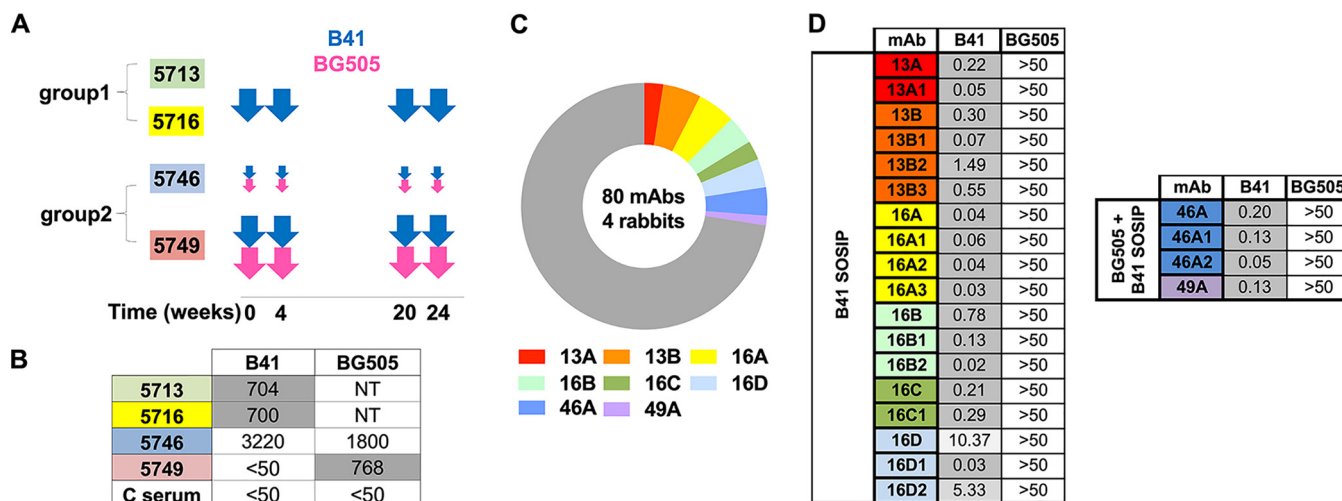 A
B41
BG505
group1
5713
5716
group2
5746
5749
Time (weeks) 0 4 20 24
B
B41 BG505
5713 704 NT
5716 700 NT
5746 3220 1800
5749 <50 768
C serum <50 <50
C
80 mAbs
4 rabbits
13A 13B 16A
16B 16C 16D
46A 49A
D
mAb B41 BG505
B41 SOSIP
13A 0.22 >50
13A1 0.05 >50
13B 0.30 >50
13B1 0.07 >50
13B2 1.49 >50
13B3 0.55 >50
16A 0.04 >50
16A1 0.06 >50
16A2 0.04 >50
16A3 0.03 >50
16B 0.78 >50
16B1 0.13 >50
16B2 0.02 >50
16C 0.21 >50
16C1 0.29 >50
16D 10.37 >50
16D1 0.03 >50
16D2 5.33 >50
mAb B41 BG505
BG505 +
B41 SOSIP
46A 0.20 >50
46A1 0.13 >50
46A2 0.05 >50
49A 0.13 >50